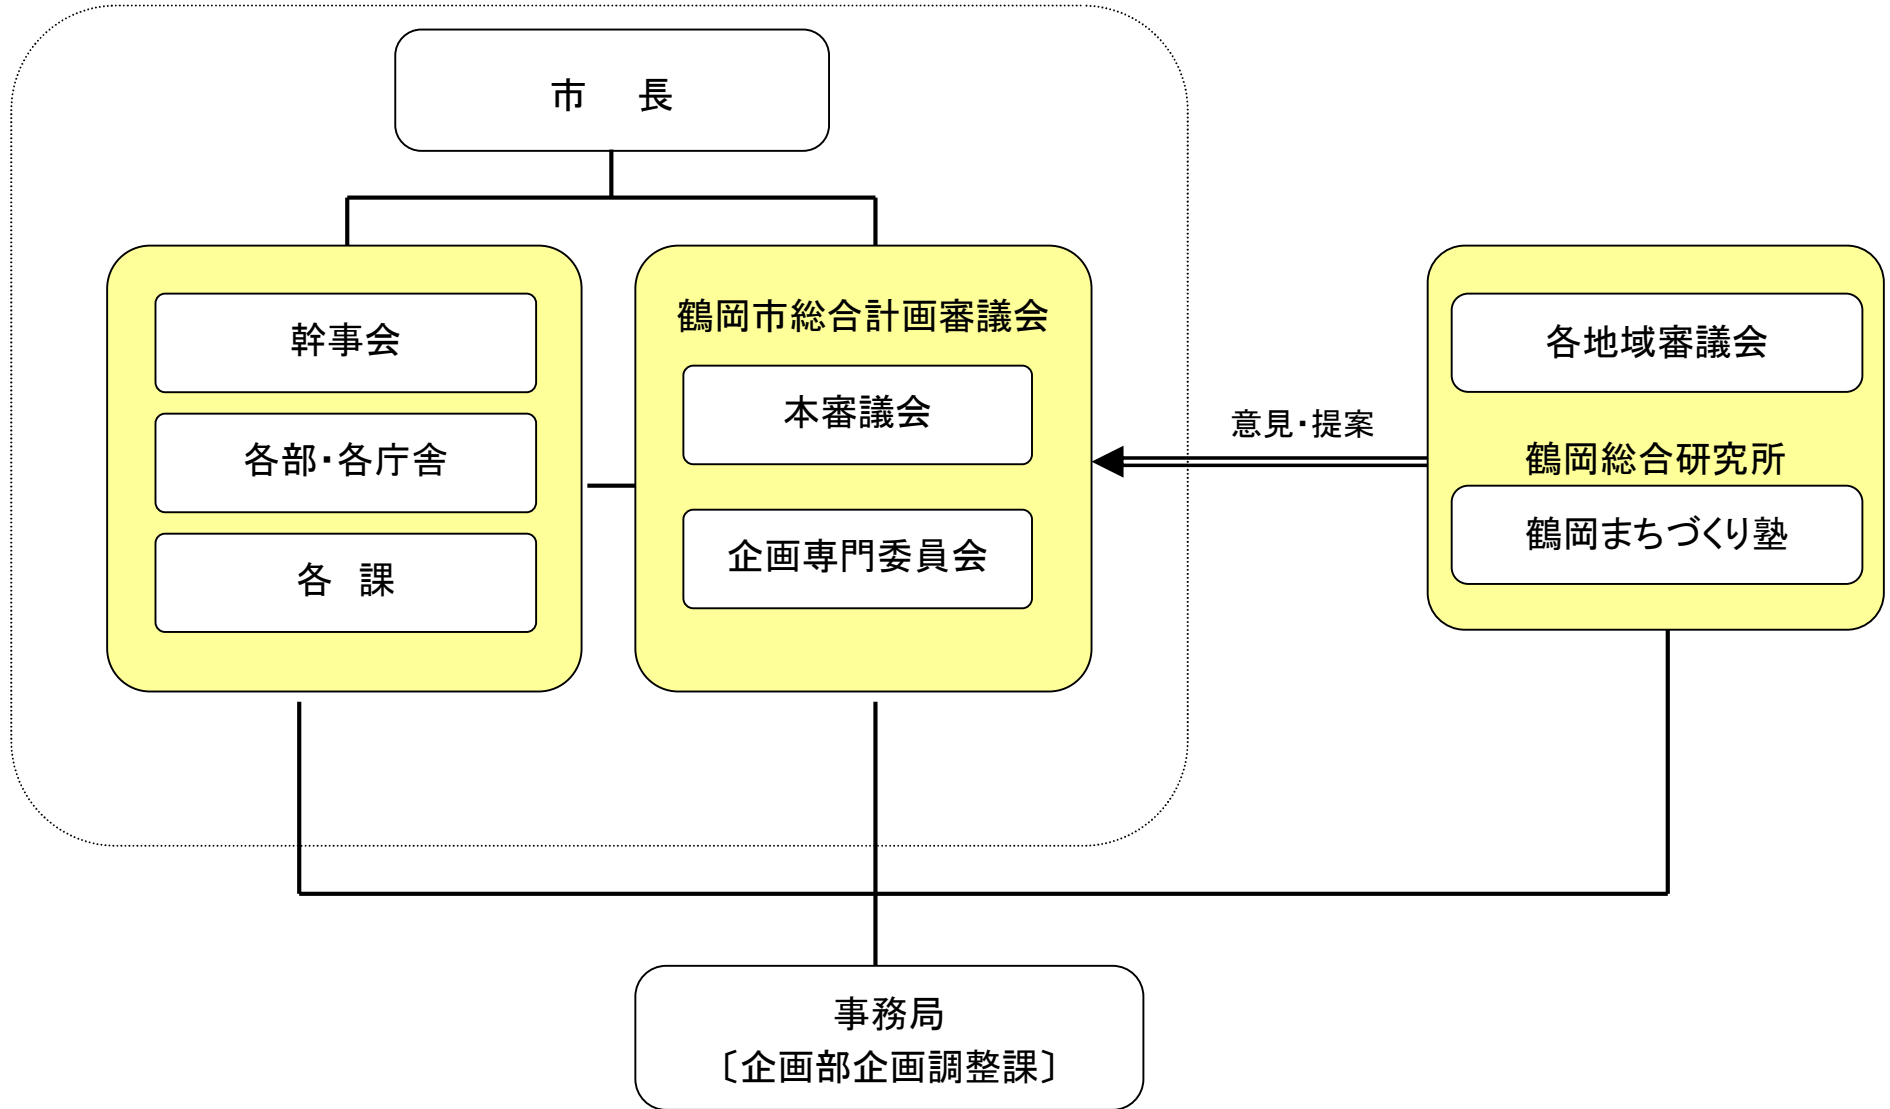 市　長
幹事会
各部・各庁舎
各　課
鶴岡市総合計画審議会
本審議会
企画専門委員会
意見・提案
各地域審議会
鶴岡総合研究所
鶴岡まちづくり塾
事務局
〔企画部企画調整課〕